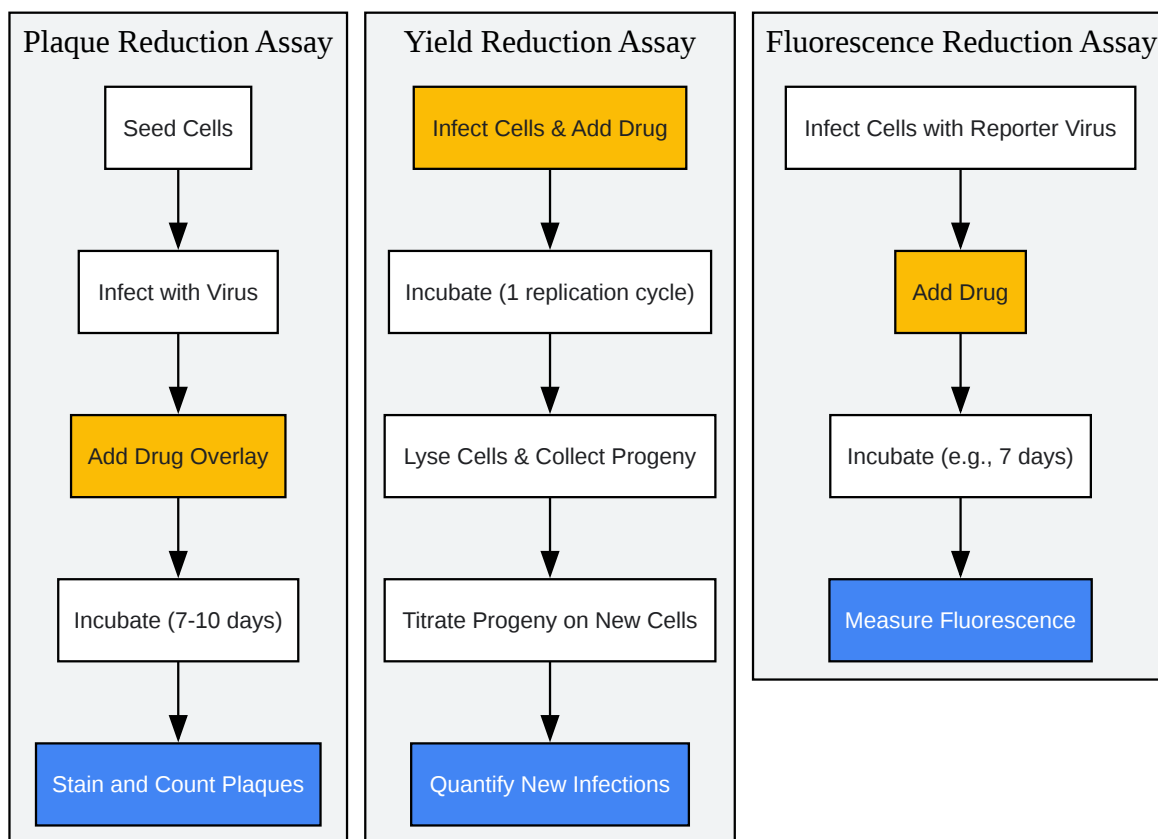 Plaque Reduction Assay
Seed Cells
Infect with Virus
Add Drug Overlay
Incubate (7-10 days)
Stain and Count Plaques
Yield Reduction Assay
Infect Cells & Add Drug
Incubate (1 replication cycle)
Lyse Cells & Collect Progeny
Titrate Progeny on New Cells
Quantify New Infections
Fluorescence Reduction Assay
Infect Cells with Reporter Virus
Add Drug
Incubate (e.g., 7 days)
Measure Fluorescence